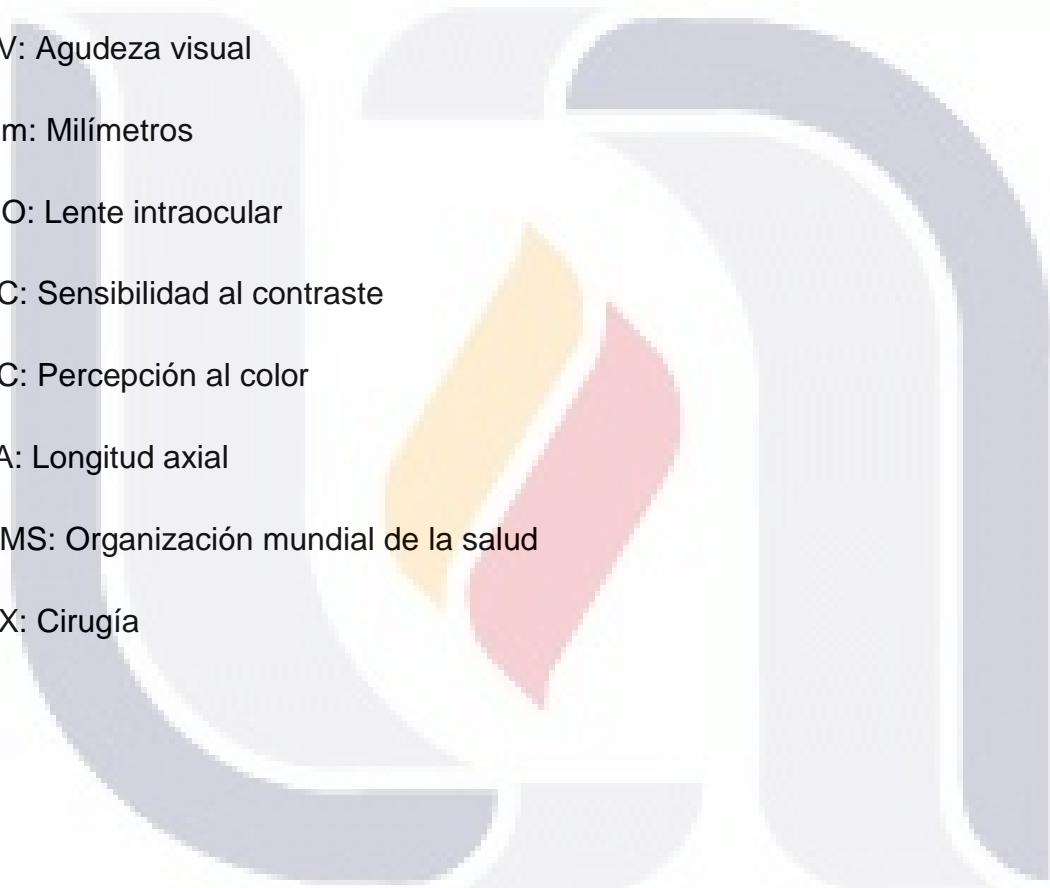 V: Agudeza visual
m: Milímetros
O: Lente intraocular
C: Sensibilidad al contraste
C: Percepción al color
A: Longitud axial
MS: Organización mundial de la salud
X: Cirugía